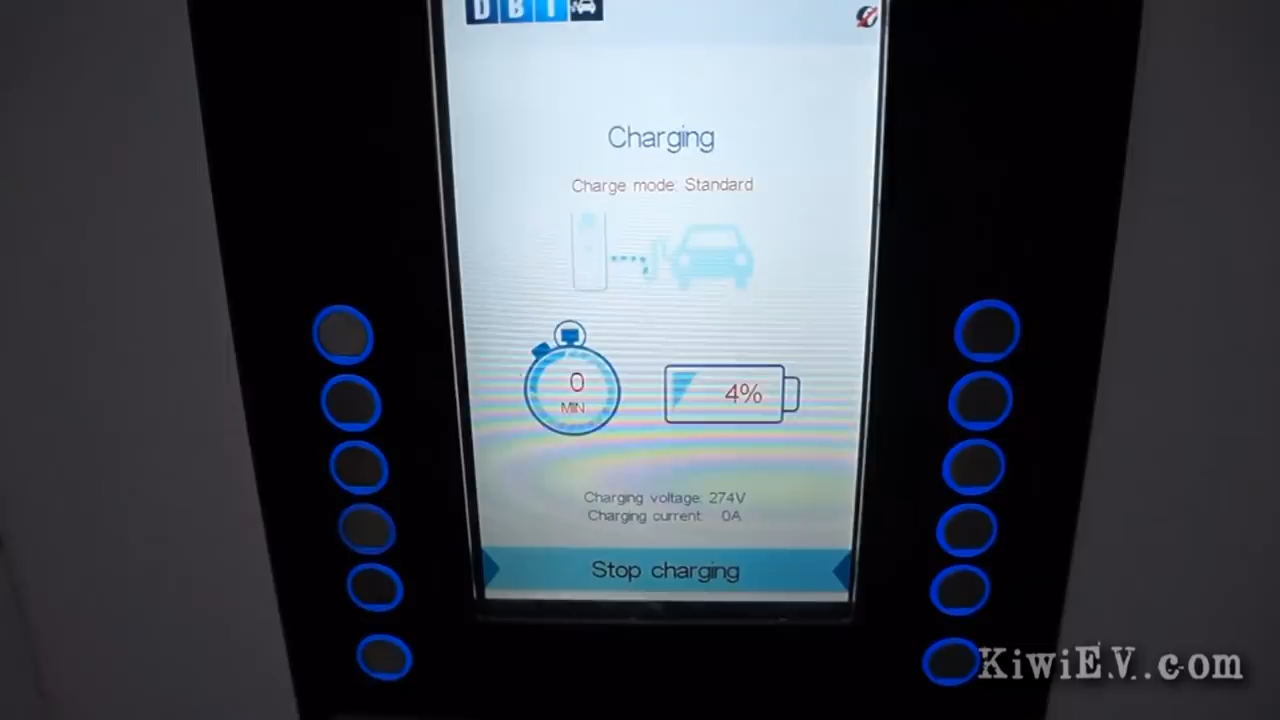 DBT
Charging
Charge mode: Standard
0
MIN
4%
Charging voltage: 274V
Charging current: 0A
Stop charging
KiwiEV.com